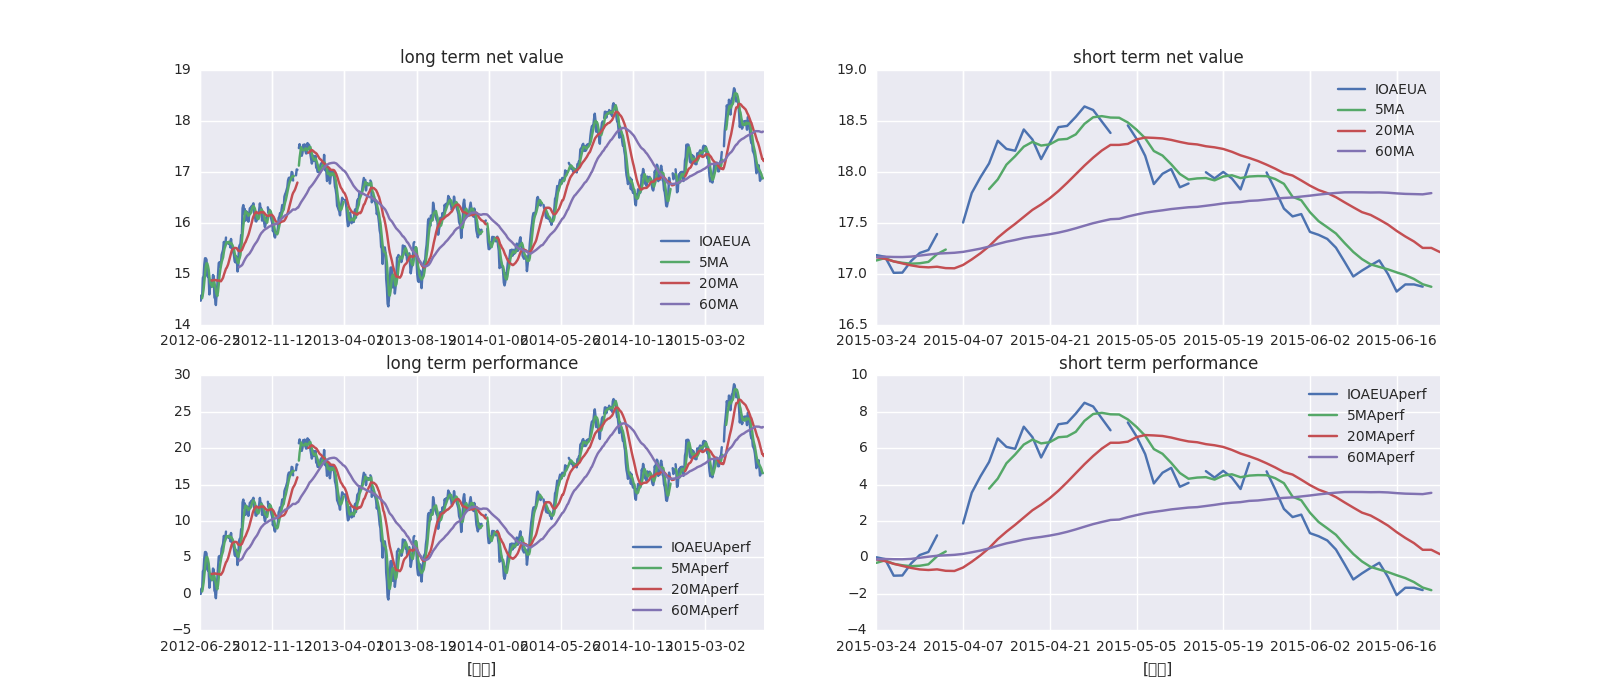 long term net value
19
18
17
16
15
14
IOAEUA
5MA
20MA
60MA
2012-06-25 2012-11-12 2013-04-01 2013-08-19 2014-01-06 2014-05-26 2014-10-13 2015-03-02
short term net value
19.0
18.5
18.0
17.5
17.0
16.5
IOAEUA
5MA
20MA
60MA
2015-03-24 2015-04-07 2015-04-21 2015-05-05 2015-05-19 2015-06-02 2015-06-16
long term performance
30
25
20
15
10
5
0
−5
IOAEUAperf
5MAperf
20MAperf
60MAperf
2012-06-25 2012-11-12 2013-04-01 2013-08-19 2014-01-06 2014-05-26 2014-10-13 2015-03-02
short term performance
10
8
6
4
2
0
−2
−4
IOAEUAperf
5MAperf
20MAperf
60MAperf
2015-03-24 2015-04-07 2015-04-21 2015-05-05 2015-05-19 2015-06-02 2015-06-16